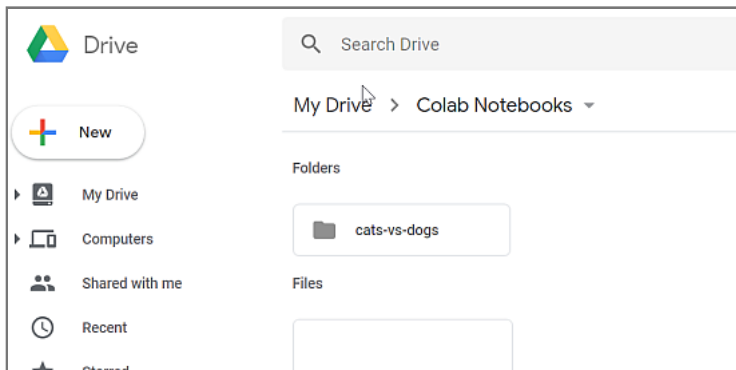 Drive
Search Drive
My Drive > Colab Notebooks
New
Folders
My Drive
cats-vs-dogs
Computers
Shared with me
Files
Recent
Starred